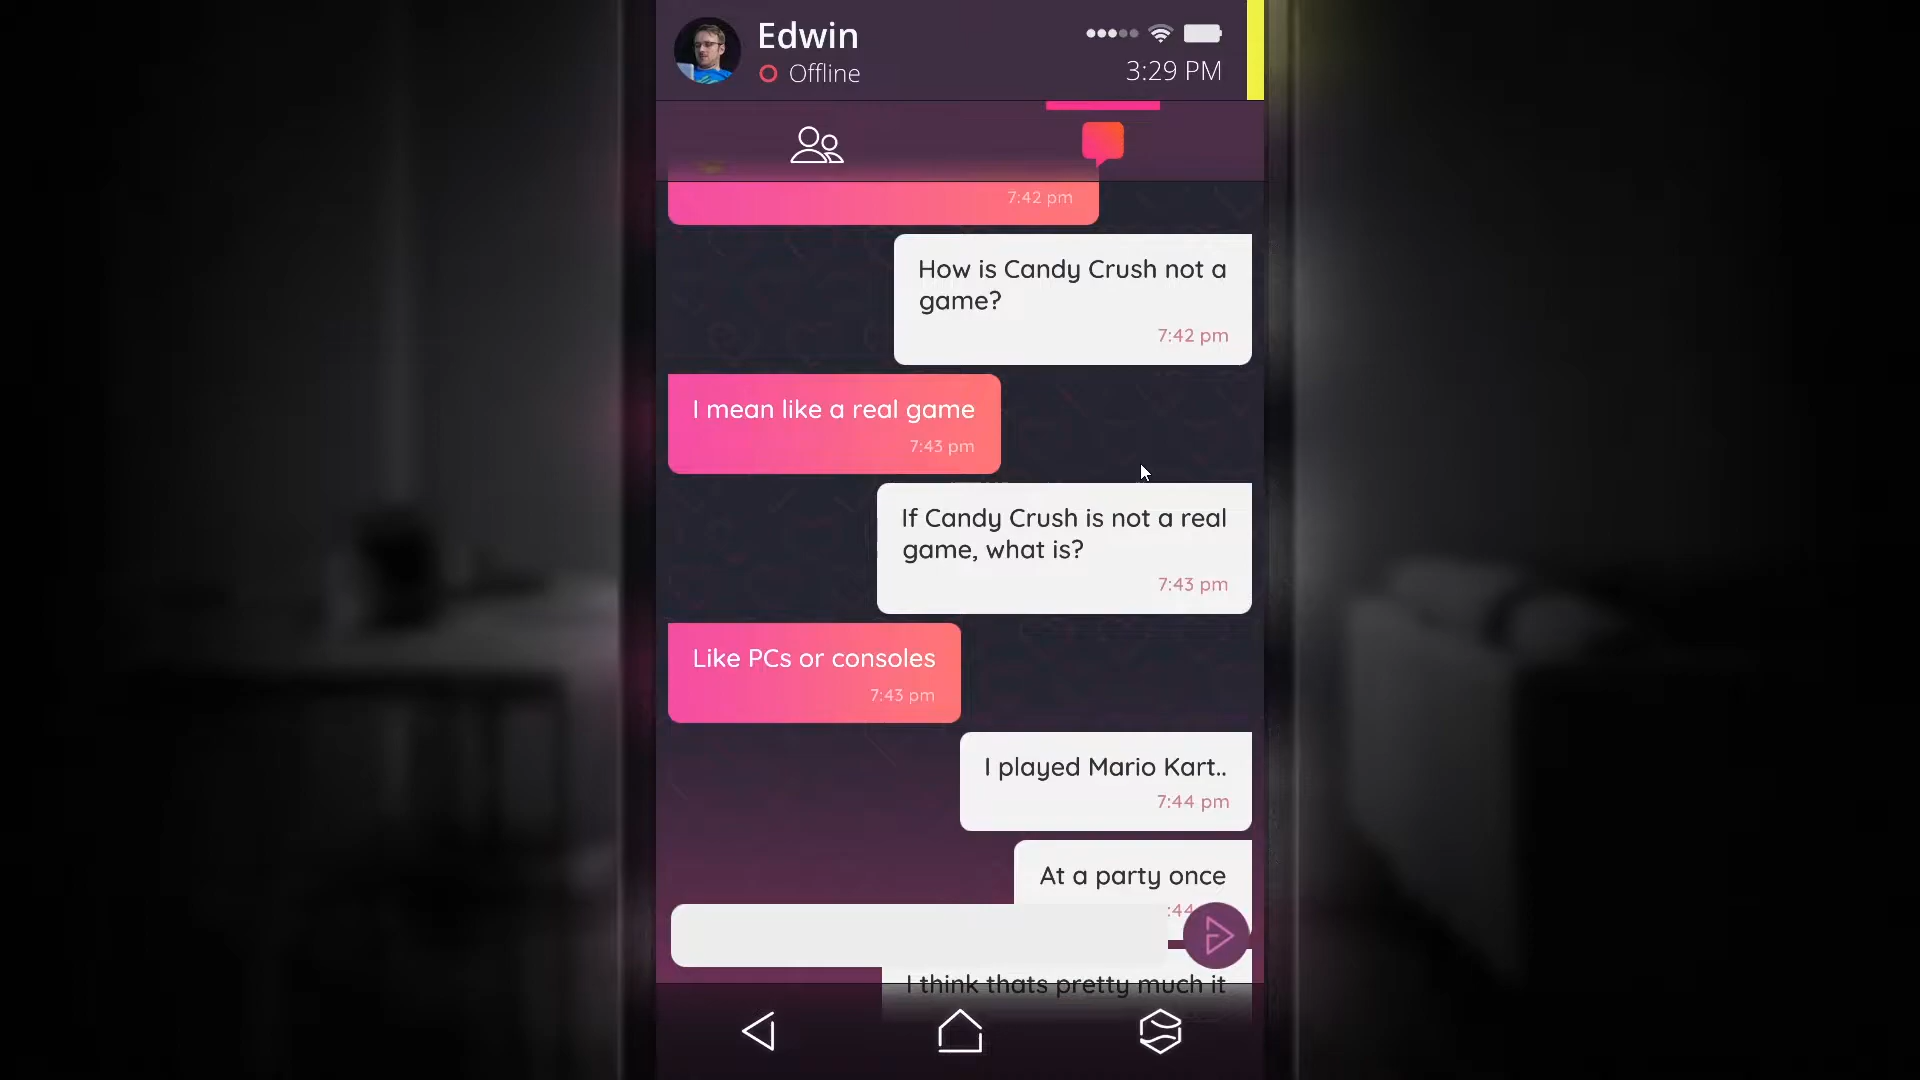 Edwin
Offline
3:29 PM
7:42 pm
How is Candy Crush not a
game?
7:42 pm
I mean like a real game
7:43 pm
If Candy Crush is not a real
game, what is?
7:43 pm
Like PCs or consoles
7:43 pm
I played Mario Kart..
7:44 pm
At a party once
:44
I think thats pretty much it